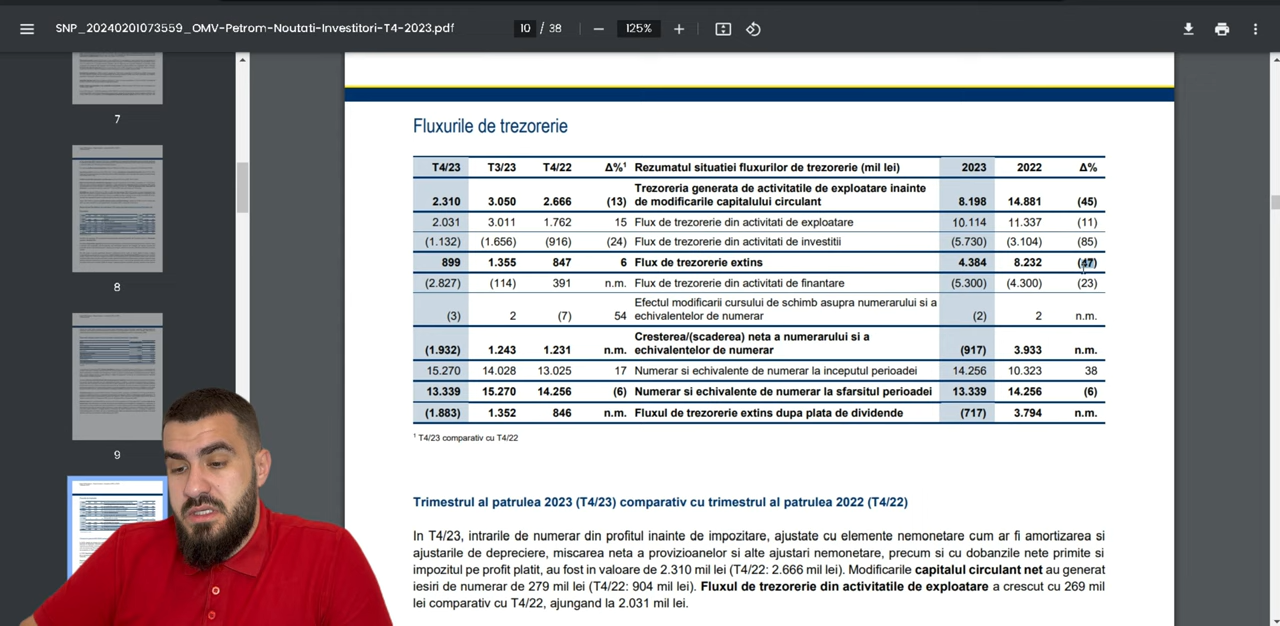 SNP_20240201073559_OMV-Petrom-Noutati-Investitori-T4-2023.pdf
10 / 38
125%
7
8
9
Fluxurile de trezorerie
T4/23 T3/23 T4/22 Δ%¹ Rezumatul situatiei fluxurilor de trezorerie (mil lei) 2023 2022 Δ%
Trezoreria generata de activitatile de exploatare inainte
2.310 3.050 2.666 (13) de modificarile capitalului circulant 8.198 14.881 (45)
2.031 3.011 1.762 15 Flux de trezorerie din activitati de exploatare 10.114 11.337 (11)
(1.132) (1.656) (916) (24) Flux de trezorerie din activitati de investitii (5.730) (3.104) (85)
899 1.355 847 6 Flux de trezorerie extins 4.384 8.232 (47)
(2.827) (114) 391 n.m. Flux de trezorerie din activitati de finantare (5.300) (4.300) (23)
Efectul modificarii cursului de schimb asupra numerarului si a
(3) 2 (7) 54 echivalentelor de numerar (2) 2 n.m.
Cresterea/(scaderea) neta a numerarului si a
(1.932) 1.243 1.231 n.m. echivalentelor de numerar (917) 3.933 n.m.
15.270 14.028 13.025 17 Numerar si echivalente de numerar la inceputul perioadei 14.256 10.323 38
13.339 15.270 14.256 (6) Numerar si echivalente de numerar la sfarsitul perioadei 13.339 14.256 (6)
(1.883) 1.352 846 n.m. Fluxul de trezorerie extins dupa plata de dividende (717) 3.794 n.m.
¹ T4/23 comparativ cu T4/22
Trimestrul al patrulea 2023 (T4/23) comparativ cu trimestrul al patrulea 2022 (T4/22)
In T4/23, intrarile de numerar din profitul inainte de impozitare, ajustate cu elemente nemonetare cum ar fi amortizarea si
ajustarile de depreciere, miscarea neta a provizioanelor si alte ajustari nemonetare, precum si cu dobanzile nete primite si
impozitul pe profit platit, au fost in valoare de 2.310 mil lei (T4/22: 2.666 mil lei). Modificarile capitalului circulant net au generat
iesiri de numerar de 279 mil lei (T4/22: 904 mil lei). Fluxul de trezorerie din activitatile de exploatare a crescut cu 269 mil
lei comparativ cu T4/22, ajungand la 2.031 mil lei.